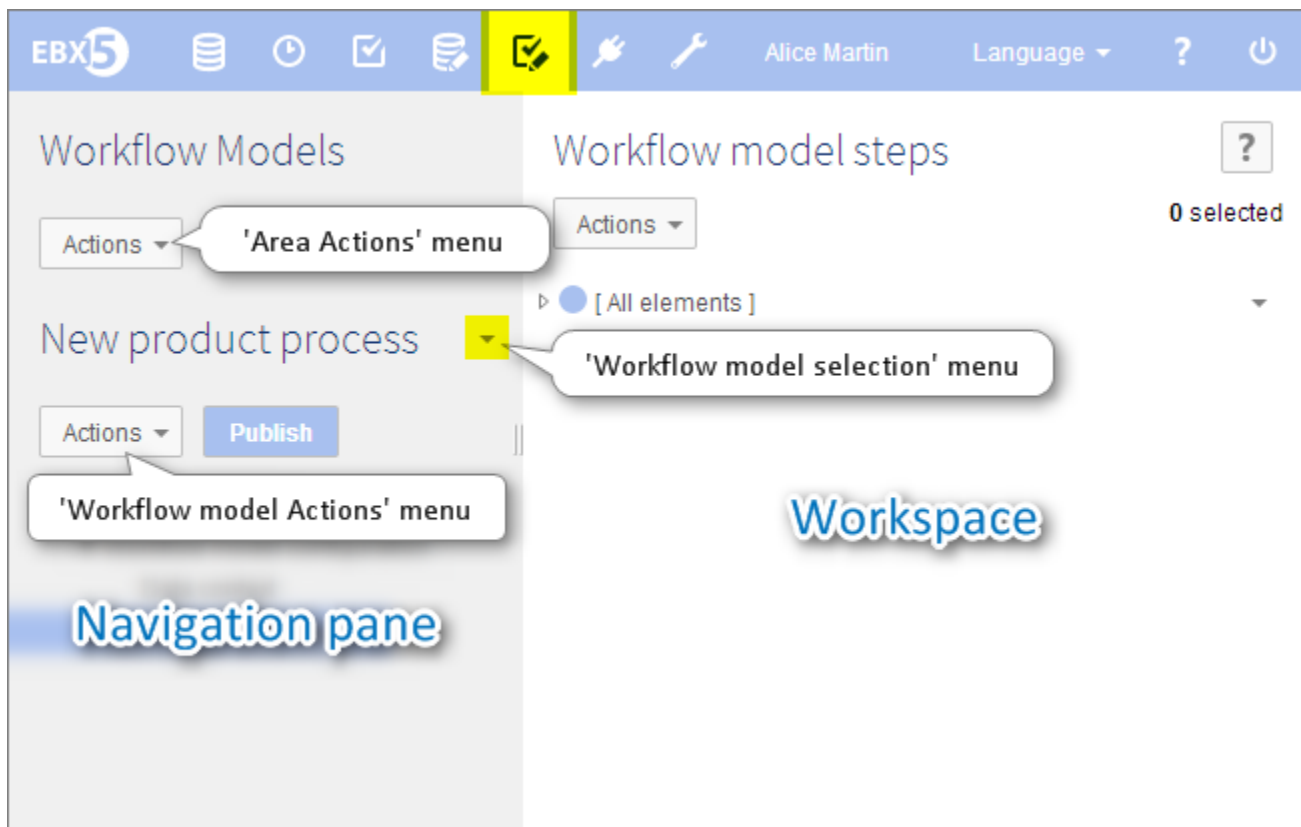 EBX5 Alice Martin Language ?
Workflow Models
Workflow model steps ?
Actions
'Area Actions' menu
Actions
0 selected
[ All elements ]
New product process
'Workflow model selection' menu
Actions Publish
'Workflow model Actions' menu
Workspace
Navigation pane